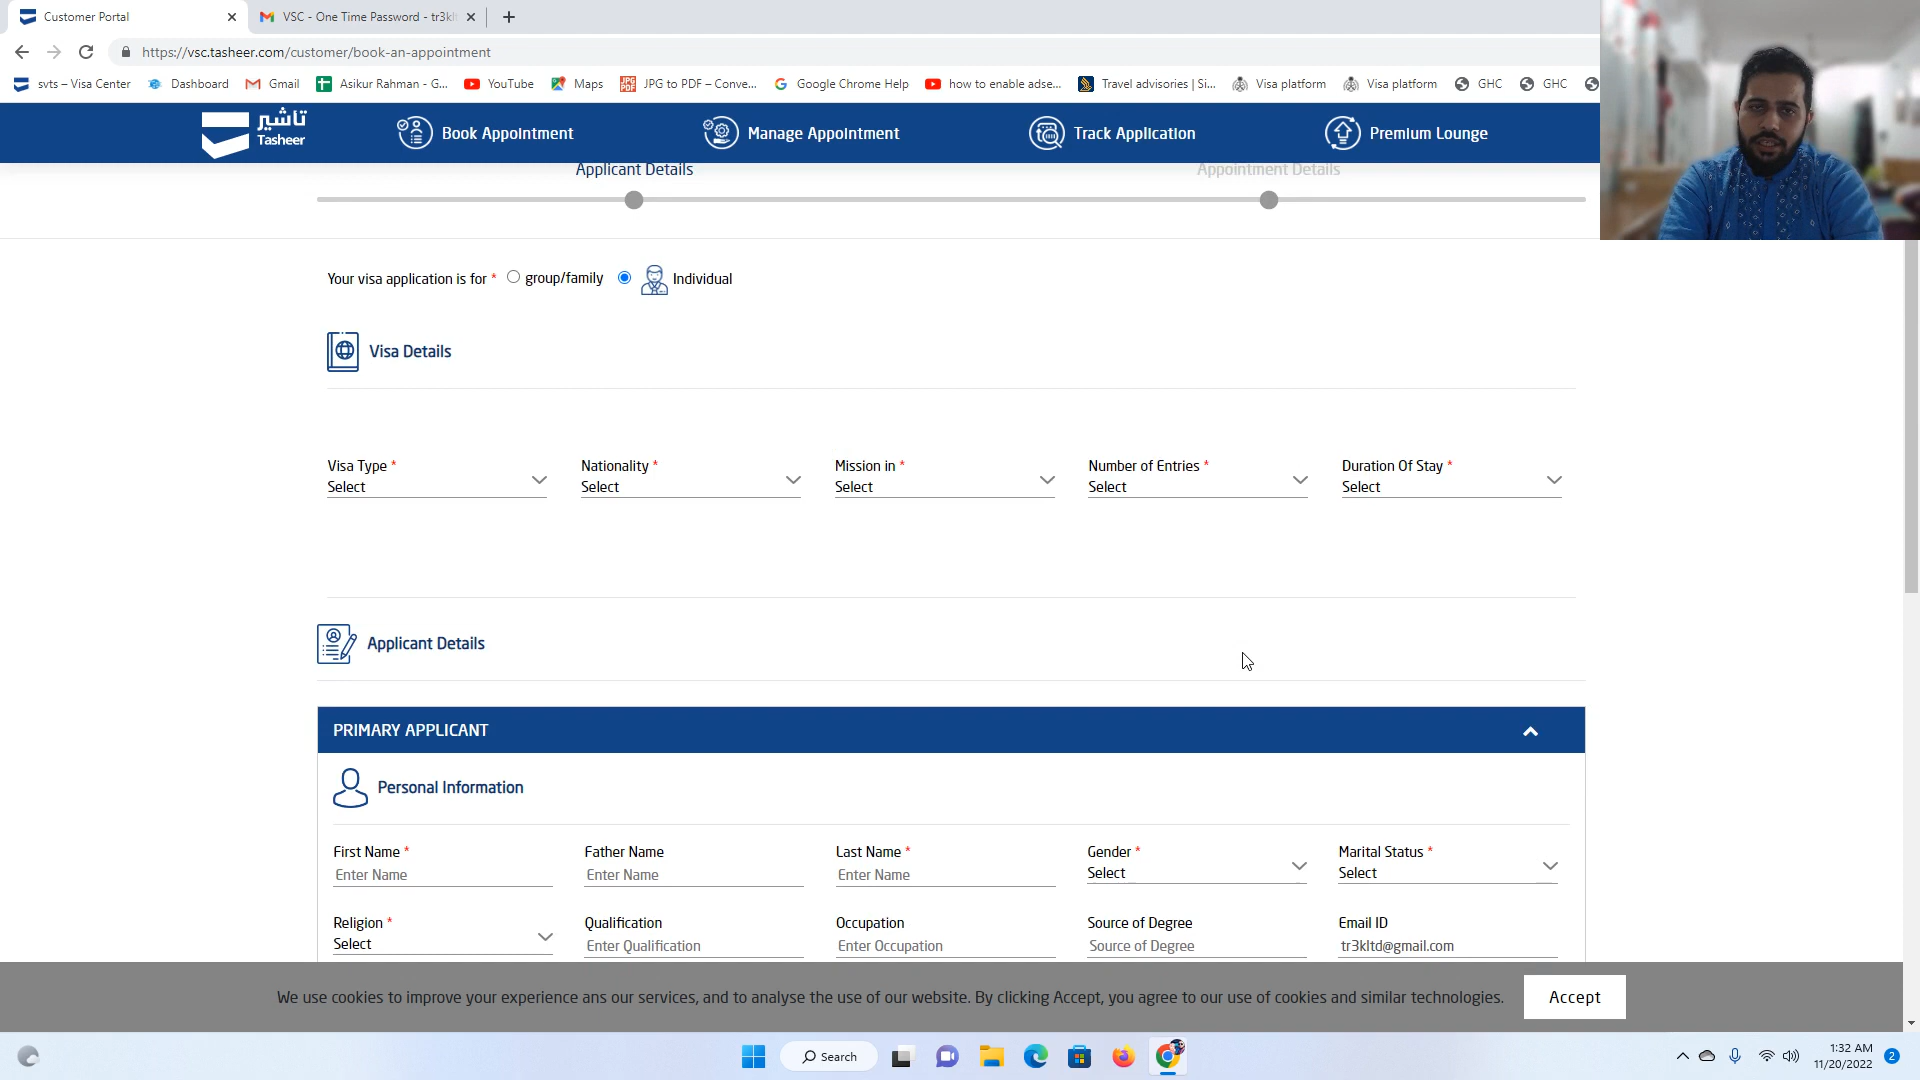 Customer Portal
VSC - One Time Password - tr3klt
https://vsc.tasheer.com/customer/book-an-appointment
svts – Visa Center
Dashboard
Gmail
Asikur Rahman - G...
YouTube
Maps
JPG to PDF – Conve...
Google Chrome Help
how to enable adse...
Travel advisories | Si...
Visa platform
Visa platform
GHC
GHC
تأشير
Tasheer
Book Appointment
Manage Appointment
Track Application
Premium Lounge
Applicant Details
Appointment Details
Your visa application is for * group/family Individual
Visa Details
Visa Type *
Select
Nationality *
Select
Mission in *
Select
Number of Entries *
Select
Duration Of Stay *
Select
Applicant Details
PRIMARY APPLICANT
Personal Information
First Name *
Enter Name
Father Name
Enter Name
Last Name *
Enter Name
Gender *
Select
Marital Status *
Select
Religion *
Select
Qualification
Enter Qualification
Occupation
Enter Occupation
Source of Degree
Source of Degree
Email ID
tr3kltd@gmail.com
We use cookies to improve your experience ans our services, and to analyse the use of our website. By clicking Accept, you agree to our use of cookies and similar technologies.
Accept
Search
1:32 AM
11/20/2022
2